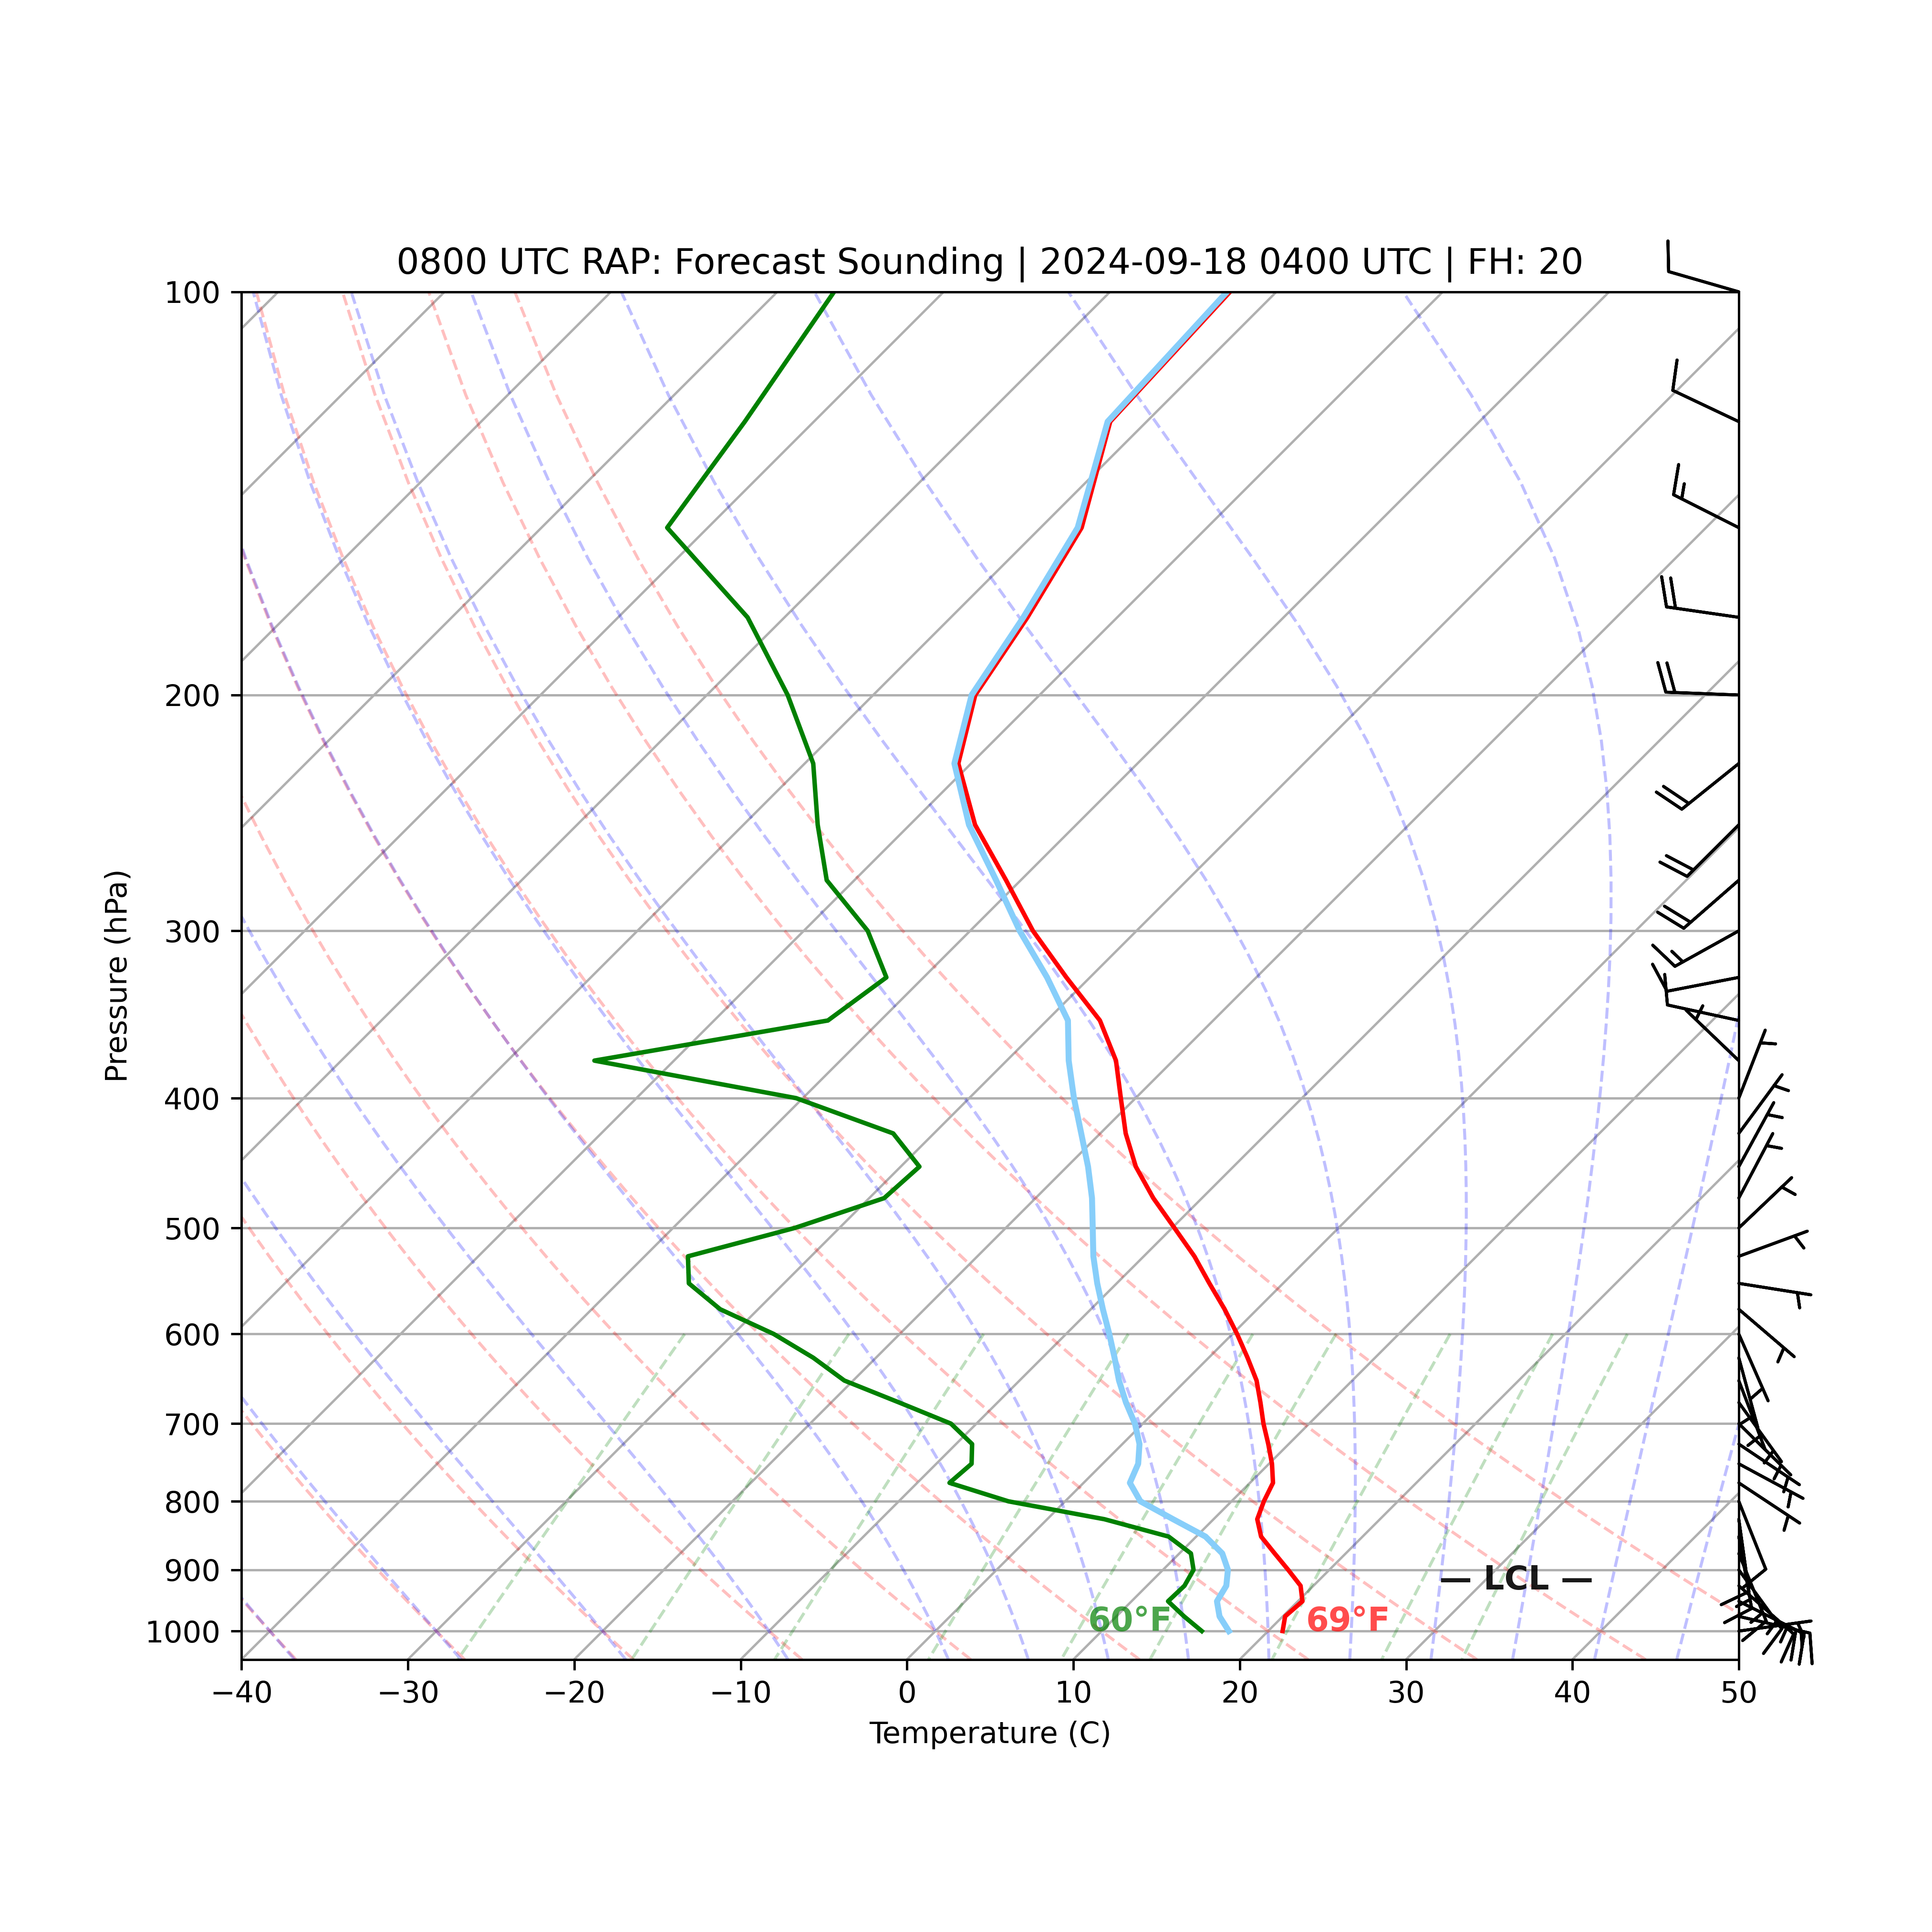 0800 UTC RAP: Forecast Sounding | 2024-09-18 0400 UTC | FH: 20
100
200
300
400
500
600
700
800
900
1000
Pressure (hPa)
— LCL —
60°F
69°F
−40 −30 −20 −10 0 10 20 30 40 50
Temperature (C)